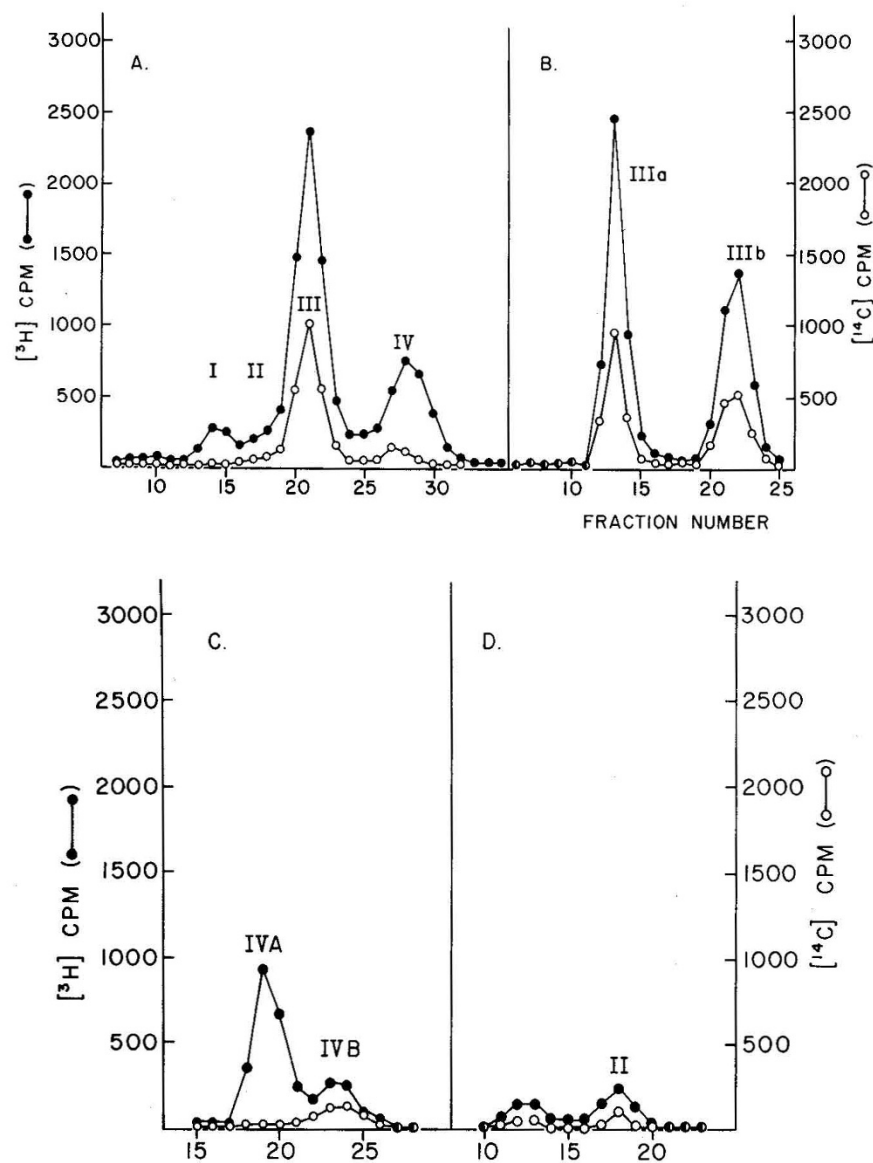 A.
B.
3000
2500
2000
1500
1000
500
[³H] CPM (●—●)
I
II
III
IV
10
15
20
25
30
IIIa
IIIb
10
15
20
25
3000
2500
2000
1500
1000
500
[¹⁴C] CPM (○—○)
FRACTION NUMBER
C.
D.
3000
2500
2000
1500
1000
500
[³H] CPM (●—●)
IVA
IVB
15
20
25
II
10
15
20
3000
2500
2000
1500
1000
500
[¹⁴C] CPM (○—○)